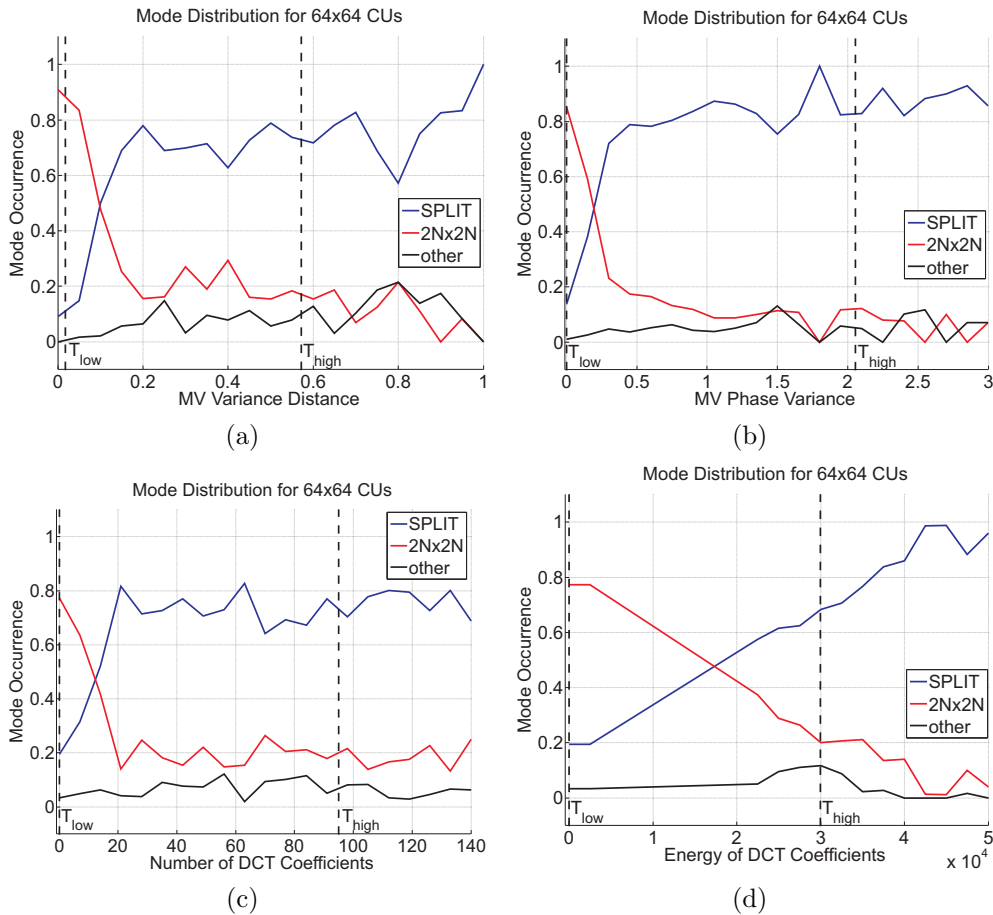 Mode Distribution for 64x64 CUs
Mode Occurrence
1
0.8
0.6
0.4
0.2
0
SPLIT
2Nx2N
other
T_low
T_high
0 0.2 0.4 0.6 0.8 1
MV Variance Distance
(a)
Mode Distribution for 64x64 CUs
Mode Occurrence
1
0.8
0.6
0.4
0.2
0
SPLIT
2Nx2N
other
T_low
T_high
0 0.5 1 1.5 2 2.5 3
MV Phase Variance
(b)
Mode Distribution for 64x64 CUs
Mode Occurrence
1
0.8
0.6
0.4
0.2
0
SPLIT
2Nx2N
other
T_low
T_high
0 20 40 60 80 100 120 140
Number of DCT Coefficients
(c)
Mode Distribution for 64x64 CUs
Mode Occurrence
1
0.8
0.6
0.4
0.2
0
SPLIT
2Nx2N
other
T_low
T_high
0 1 2 3 4 5
Energy of DCT Coefficients
x 10^4
(d)